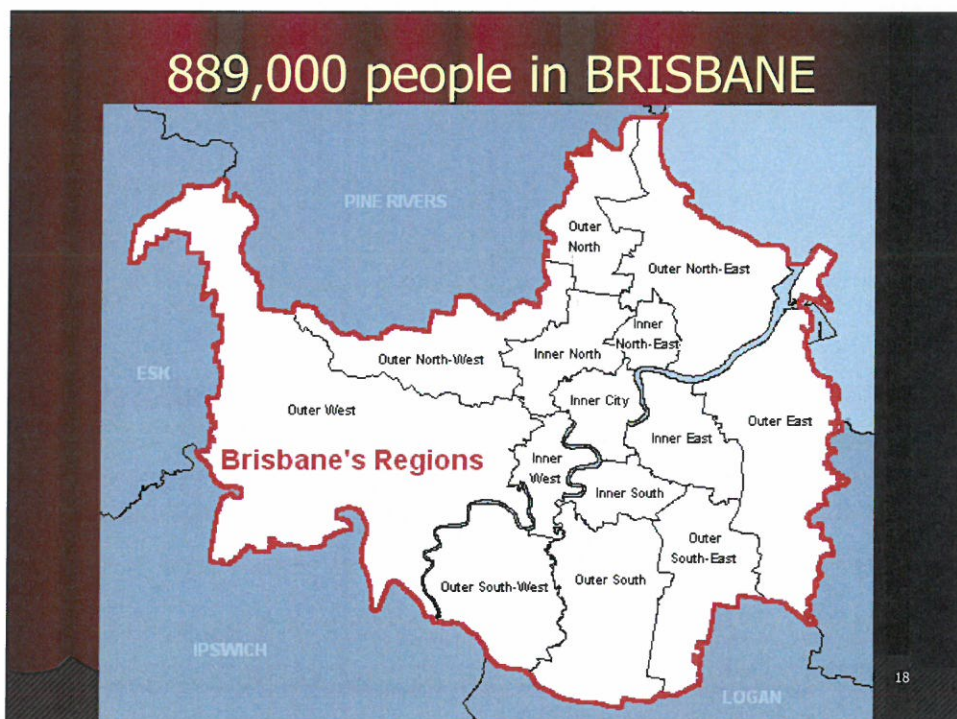 889,000 people in BRISBANE
PINE RIVERS
Outer
North
Outer North-East
Inner
North-East
Outer North-West
Inner North
ESK
Outer West
Inner City
Outer East
Inner East
Brisbane's Regions
Inner
West
Inner South
Outer
South-East
Outer South-West
Outer South
IPSWICH
18
LOGAN